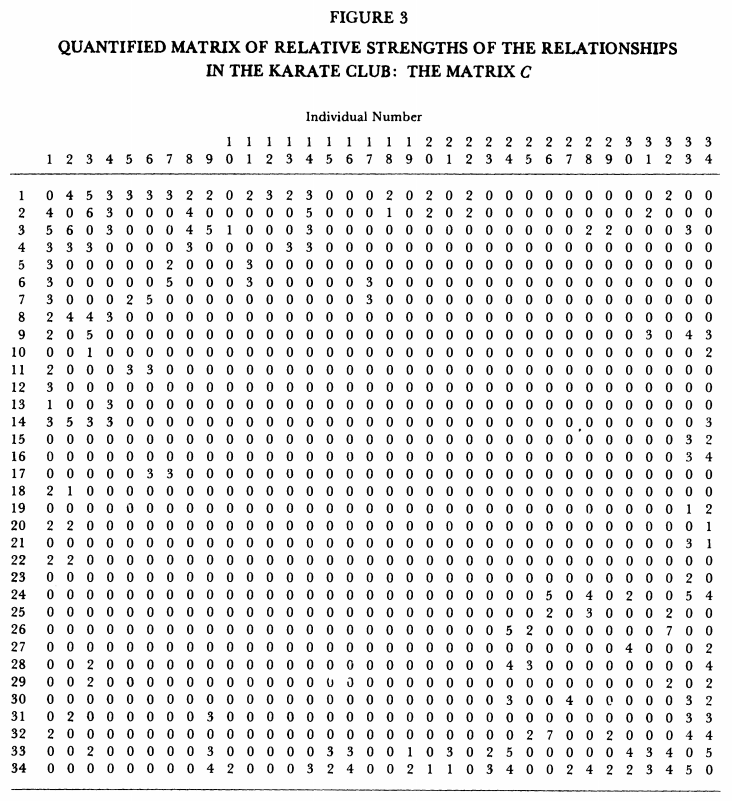 FIGURE 3
QUANTIFIED MATRIX OF RELATIVE STRENGTHS OF THE RELATIONSHIPS
IN THE KARATE CLUB: THE MATRIX C
Individual Number
1 1 1 1 1 1 1 1 1 1 2 2 2 2 2 2 2 2 2 2 3 3 3 3 3
1 2 3 4 5 6 7 8 9 0 1 2 3 4 5 6 7 8 9 0 1 2 3 4 5 6 7 8 9 0 1 2 3 4
1 0 4 5 3 3 3 3 2 2 0 2 3 2 3 0 0 0 2 0 2 0 2 0 0 0 0 0 0 0 0 0 2 0 0
2 4 0 6 3 0 0 0 4 0 0 0 0 0 5 0 0 0 1 0 2 0 2 0 0 0 0 0 0 0 0 2 0 0 0
3 5 6 0 3 0 0 0 4 5 1 0 0 0 3 0 0 0 0 0 0 0 0 0 0 0 0 0 2 2 0 0 0 3 0
4 3 3 3 0 0 0 0 3 0 0 0 0 3 3 0 0 0 0 0 0 0 0 0 0 0 0 0 0 0 0 0 0 0 0
5 3 0 0 0 0 0 2 0 0 0 3 0 0 0 0 0 0 0 0 0 0 0 0 0 0 0 0 0 0 0 0 0 0 0
6 3 0 0 0 0 0 5 0 0 0 3 0 0 0 0 0 3 0 0 0 0 0 0 0 0 0 0 0 0 0 0 0 0 0
7 3 0 0 0 2 5 0 0 0 0 0 0 0 0 0 0 3 0 0 0 0 0 0 0 0 0 0 0 0 0 0 0 0 0
8 2 4 4 3 0 0 0 0 0 0 0 0 0 0 0 0 0 0 0 0 0 0 0 0 0 0 0 0 0 0 0 0 0 0
9 2 0 5 0 0 0 0 0 0 0 0 0 0 0 0 0 0 0 0 0 0 0 0 0 0 0 0 0 0 0 3 0 4 3
10 0 0 1 0 0 0 0 0 0 0 0 0 0 0 0 0 0 0 0 0 0 0 0 0 0 0 0 0 0 0 0 0 0 2
11 2 0 0 0 3 3 0 0 0 0 0 0 0 0 0 0 0 0 0 0 0 0 0 0 0 0 0 0 0 0 0 0 0 0
12 3 0 0 0 0 0 0 0 0 0 0 0 0 0 0 0 0 0 0 0 0 0 0 0 0 0 0 0 0 0 0 0 0 0
13 1 0 0 3 0 0 0 0 0 0 0 0 0 0 0 0 0 0 0 0 0 0 0 0 0 0 0 0 0 0 0 0 0 0
14 3 5 3 3 0 0 0 0 0 0 0 0 0 0 0 0 0 0 0 0 0 0 0 0 0 0 0 0 0 0 0 0 0 3
15 0 0 0 0 0 0 0 0 0 0 0 0 0 0 0 0 0 0 0 0 0 0 0 0 0 0 0 0 0 0 0 0 3 2
16 0 0 0 0 0 0 0 0 0 0 0 0 0 0 0 0 0 0 0 0 0 0 0 0 0 0 0 0 0 0 0 0 3 4
17 0 0 0 0 0 3 3 0 0 0 0 0 0 0 0 0 0 0 0 0 0 0 0 0 0 0 0 0 0 0 0 0 0 0
18 2 1 0 0 0 0 0 0 0 0 0 0 0 0 0 0 0 0 0 0 0 0 0 0 0 0 0 0 0 0 0 0 0 0
19 0 0 0 0 0 0 0 0 0 0 0 0 0 0 0 0 0 0 0 0 0 0 0 0 0 0 0 0 0 0 0 0 1 2
20 2 2 0 0 0 0 0 0 0 0 0 0 0 0 0 0 0 0 0 0 0 0 0 0 0 0 0 0 0 0 0 0 0 1
21 0 0 0 0 0 0 0 0 0 0 0 0 0 0 0 0 0 0 0 0 0 0 0 0 0 0 0 0 0 0 0 0 3 1
22 2 2 0 0 0 0 0 0 0 0 0 0 0 0 0 0 0 0 0 0 0 0 0 0 0 0 0 0 0 0 0 0 0 0
23 0 0 0 0 0 0 0 0 0 0 0 0 0 0 0 0 0 0 0 0 0 0 0 0 0 0 0 0 0 0 0 0 2 0
24 0 0 0 0 0 0 0 0 0 0 0 0 0 0 0 0 0 0 0 0 0 0 0 0 0 5 0 4 0 2 0 0 5 4
25 0 0 0 0 0 0 0 0 0 0 0 0 0 0 0 0 0 0 0 0 0 0 0 0 0 2 0 3 0 0 0 2 0 0
26 0 0 0 0 0 0 0 0 0 0 0 0 0 0 0 0 0 0 0 0 0 0 0 5 2 0 0 0 0 0 0 7 0 0
27 0 0 0 0 0 0 0 0 0 0 0 0 0 0 0 0 0 0 0 0 0 0 0 0 0 0 0 0 0 4 0 0 0 2
28 0 0 2 0 0 0 0 0 0 0 0 0 0 0 0 0 0 0 0 0 0 0 0 4 3 0 0 0 0 0 0 0 0 4
29 0 0 2 0 0 0 0 0 0 0 0 0 0 0 0 0 0 0 0 0 0 0 0 0 0 0 0 0 0 0 0 2 0 2
30 0 0 0 0 0 0 0 0 0 0 0 0 0 0 0 0 0 0 0 0 0 0 0 3 0 0 4 0 0 0 0 0 3 2
31 0 2 0 0 0 0 0 0 3 0 0 0 0 0 0 0 0 0 0 0 0 0 0 0 0 0 0 0 0 0 0 0 3 3
32 2 0 0 0 0 0 0 0 0 0 0 0 0 0 0 0 0 0 0 0 0 0 0 0 2 7 0 0 2 0 0 0 4 4
33 0 0 2 0 0 0 0 0 3 0 0 0 0 0 3 3 0 0 1 0 3 0 2 5 0 0 0 0 0 4 3 4 0 5
34 0 0 0 0 0 0 0 0 4 2 0 0 0 3 2 4 0 0 2 1 1 0 3 4 0 0 2 4 2 2 3 4 5 0